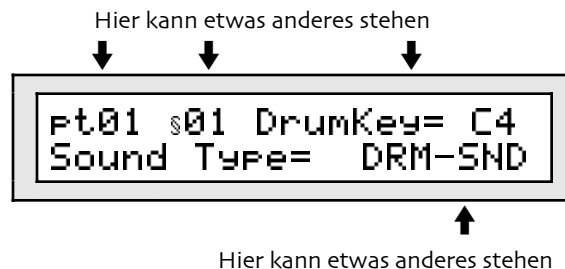 Hier kann etwas anderes stehen
pt01 §01 DrumKey= C4
Sound Type= DRM-SND
Hier kann etwas anderes stehen